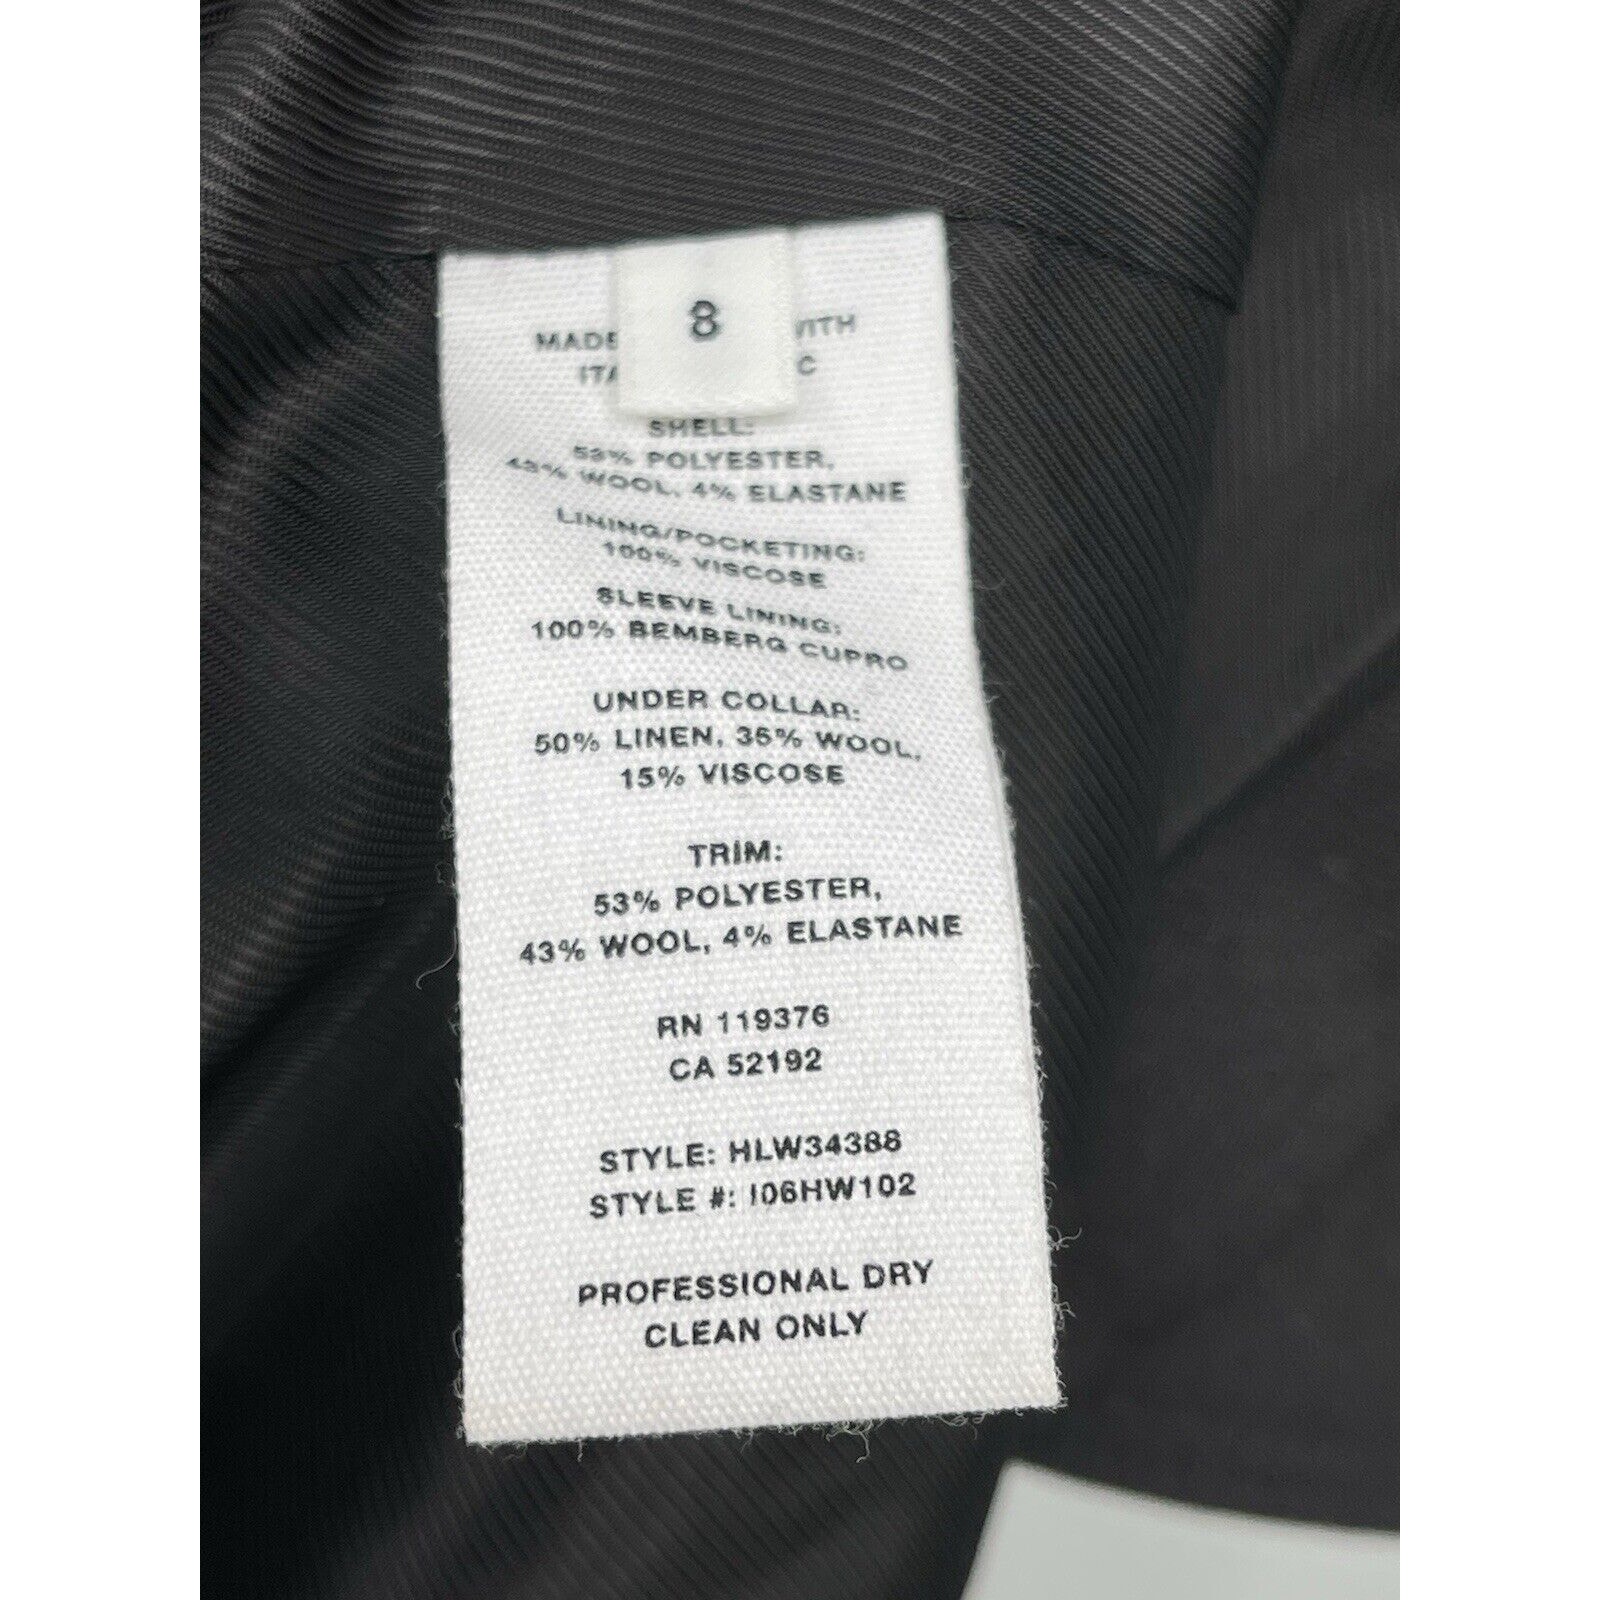 8
MADE
SHELL:
53% POLYESTER,
43% WOOL, 4% ELASTANE
LINING/POCKETING:
100% VISCOSE
SLEEVE LINING:
100% BEMBERG CUPRO
UNDER COLLAR:
50% LINEN, 35% WOOL,
15% VISCOSE
TRIM:
53% POLYESTER,
43% WOOL, 4% ELASTANE
RN 119376
CA 52192
STYLE: HLW34388
STYLE #: I06HW102
PROFESSIONAL DRY
CLEAN ONLY